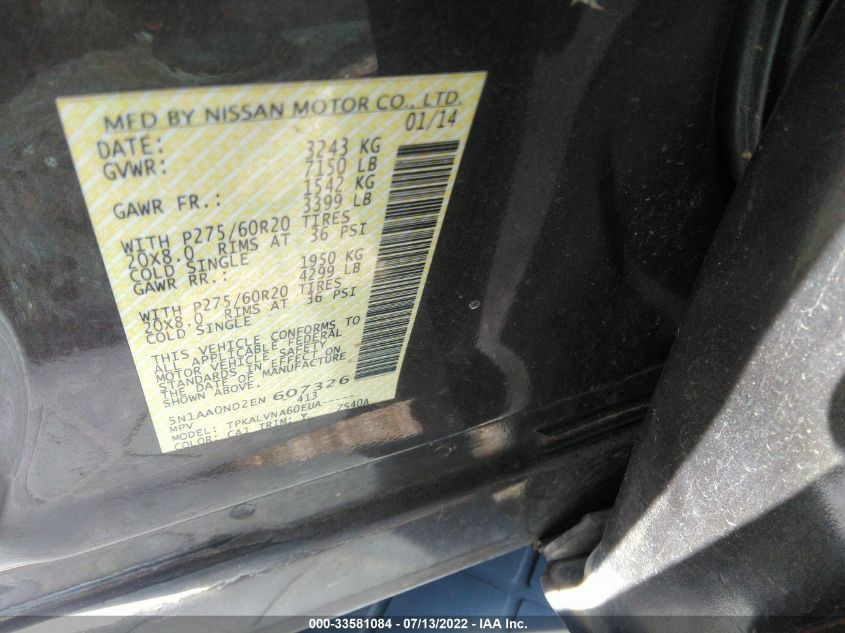 MFD BY NISSAN MOTOR CO., LTD.
DATE: 01/14
GVWR: 3243 KG
7150 LB
GAWR FR.: 1542 KG
3399 LB
WITH P275/60R20 TIRES
20X8.0 RIMS AT 36 PSI
COLD SINGLE
GAWR RR.: 1950 KG
4299 LB
WITH P275/60R20 TIRES
20X8.0 RIMS AT 36 PSI
COLD SINGLE
THIS VEHICLE CONFORMS TO
ALL APPLICABLE FEDERAL
MOTOR VEHICLE SAFETY
STANDARDS IN EFFECT ON
THE DATE OF MANUFACTURE
SHOWN ABOVE.
5N1AA0ND2EN 607326
MPV 413
MODEL: TPKALVNA60EUA-----
COLOR: CA1 TRIM: Y 7540A
000-33581084 - 07/13/2022 - IAA Inc.